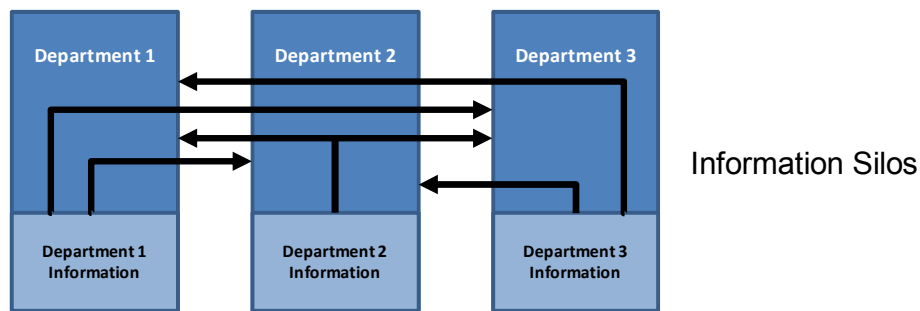 Department 1
Department 2
Department 3
Information Silos
Department 1
Information
Department 2
Information
Department 3
Information